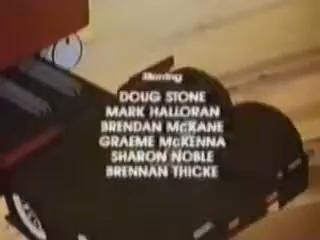 Starring
DOUG STONE
MARK HALLORAN
BRENDAN McKANE
GRAEME McKENNA
SHARON NOBLE
BRENNAN THICKE